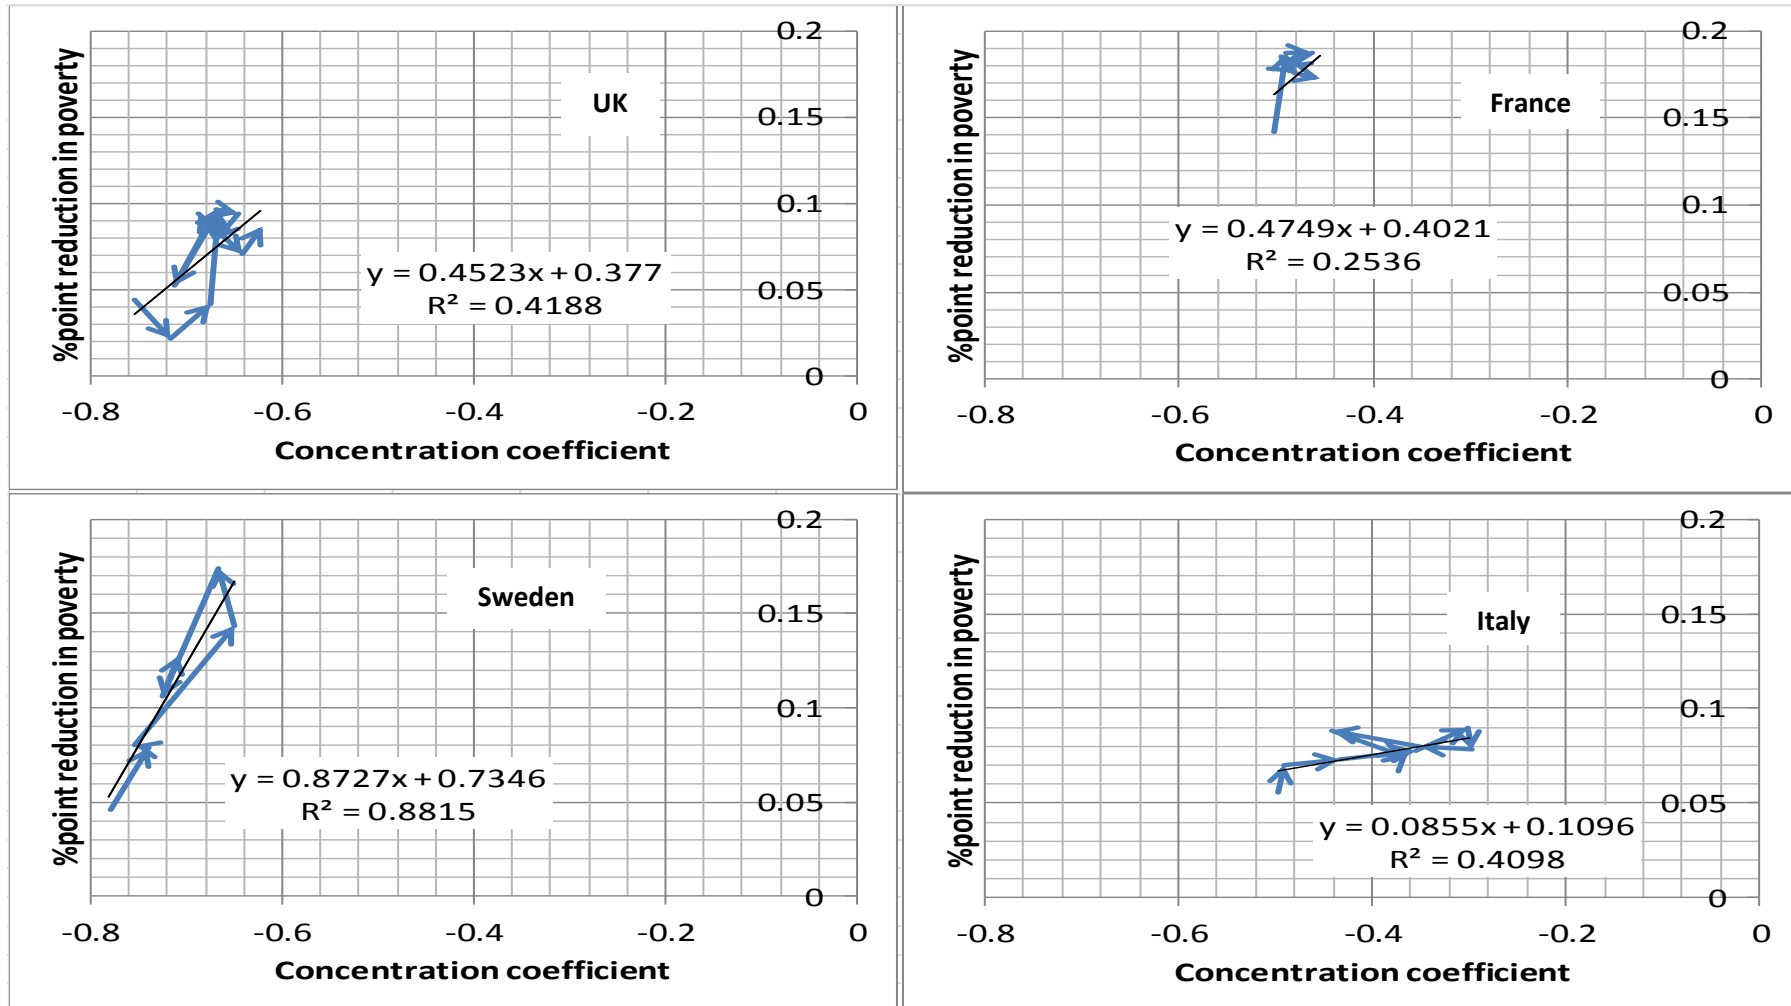 0.2
0.15
0.1
0.05
0
%point reduction in poverty
UK
y = 0.4523x + 0.377
R² = 0.4188
-0.8 -0.6 -0.4 -0.2 0
Concentration coefficient
0.2
0.15
0.1
0.05
0
%point reduction in poverty
France
y = 0.4749x + 0.4021
R² = 0.2536
-0.8 -0.6 -0.4 -0.2 0
Concentration coefficient
0.2
0.15
0.1
0.05
0
%point reduction in poverty
Sweden
y = 0.8727x + 0.7346
R² = 0.8815
-0.8 -0.6 -0.4 -0.2 0
Concentration coefficient
0.2
0.15
0.1
0.05
0
%point reduction in poverty
Italy
y = 0.0855x + 0.1096
R² = 0.4098
-0.8 -0.6 -0.4 -0.2 0
Concentration coefficient